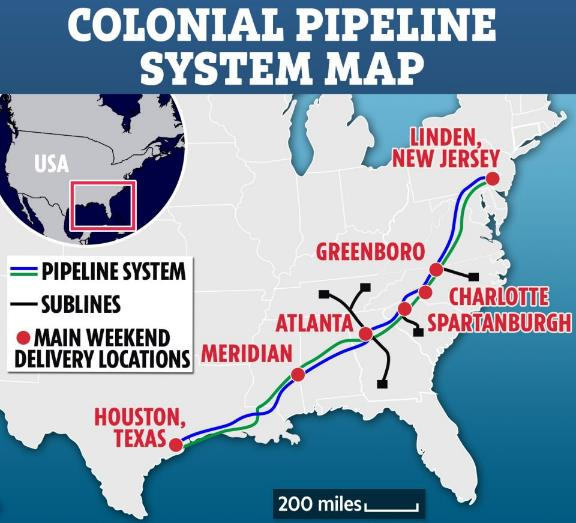 COLONIAL PIPELINE
SYSTEM MAP
USA
LINDEN,
NEW JERSEY
GREENBORO
PIPELINE SYSTEM
CHARLOTTE
SUBLINES
ATLANTA
SPARTANBURGH
MAIN WEEKEND
DELIVERY LOCATIONS
MERIDIAN
HOUSTON,
TEXAS
200 miles